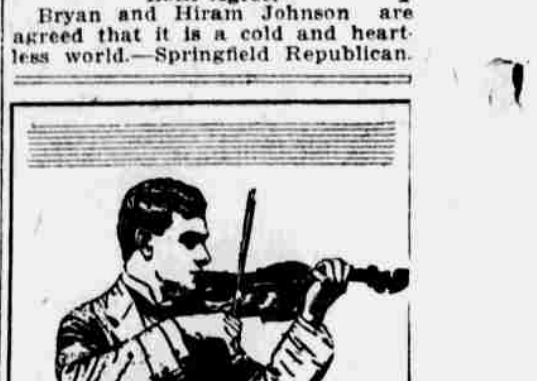 Bryan and Hiram Johnson are
agreed that it is a cold and heart-
less world.—Springfield Republican.